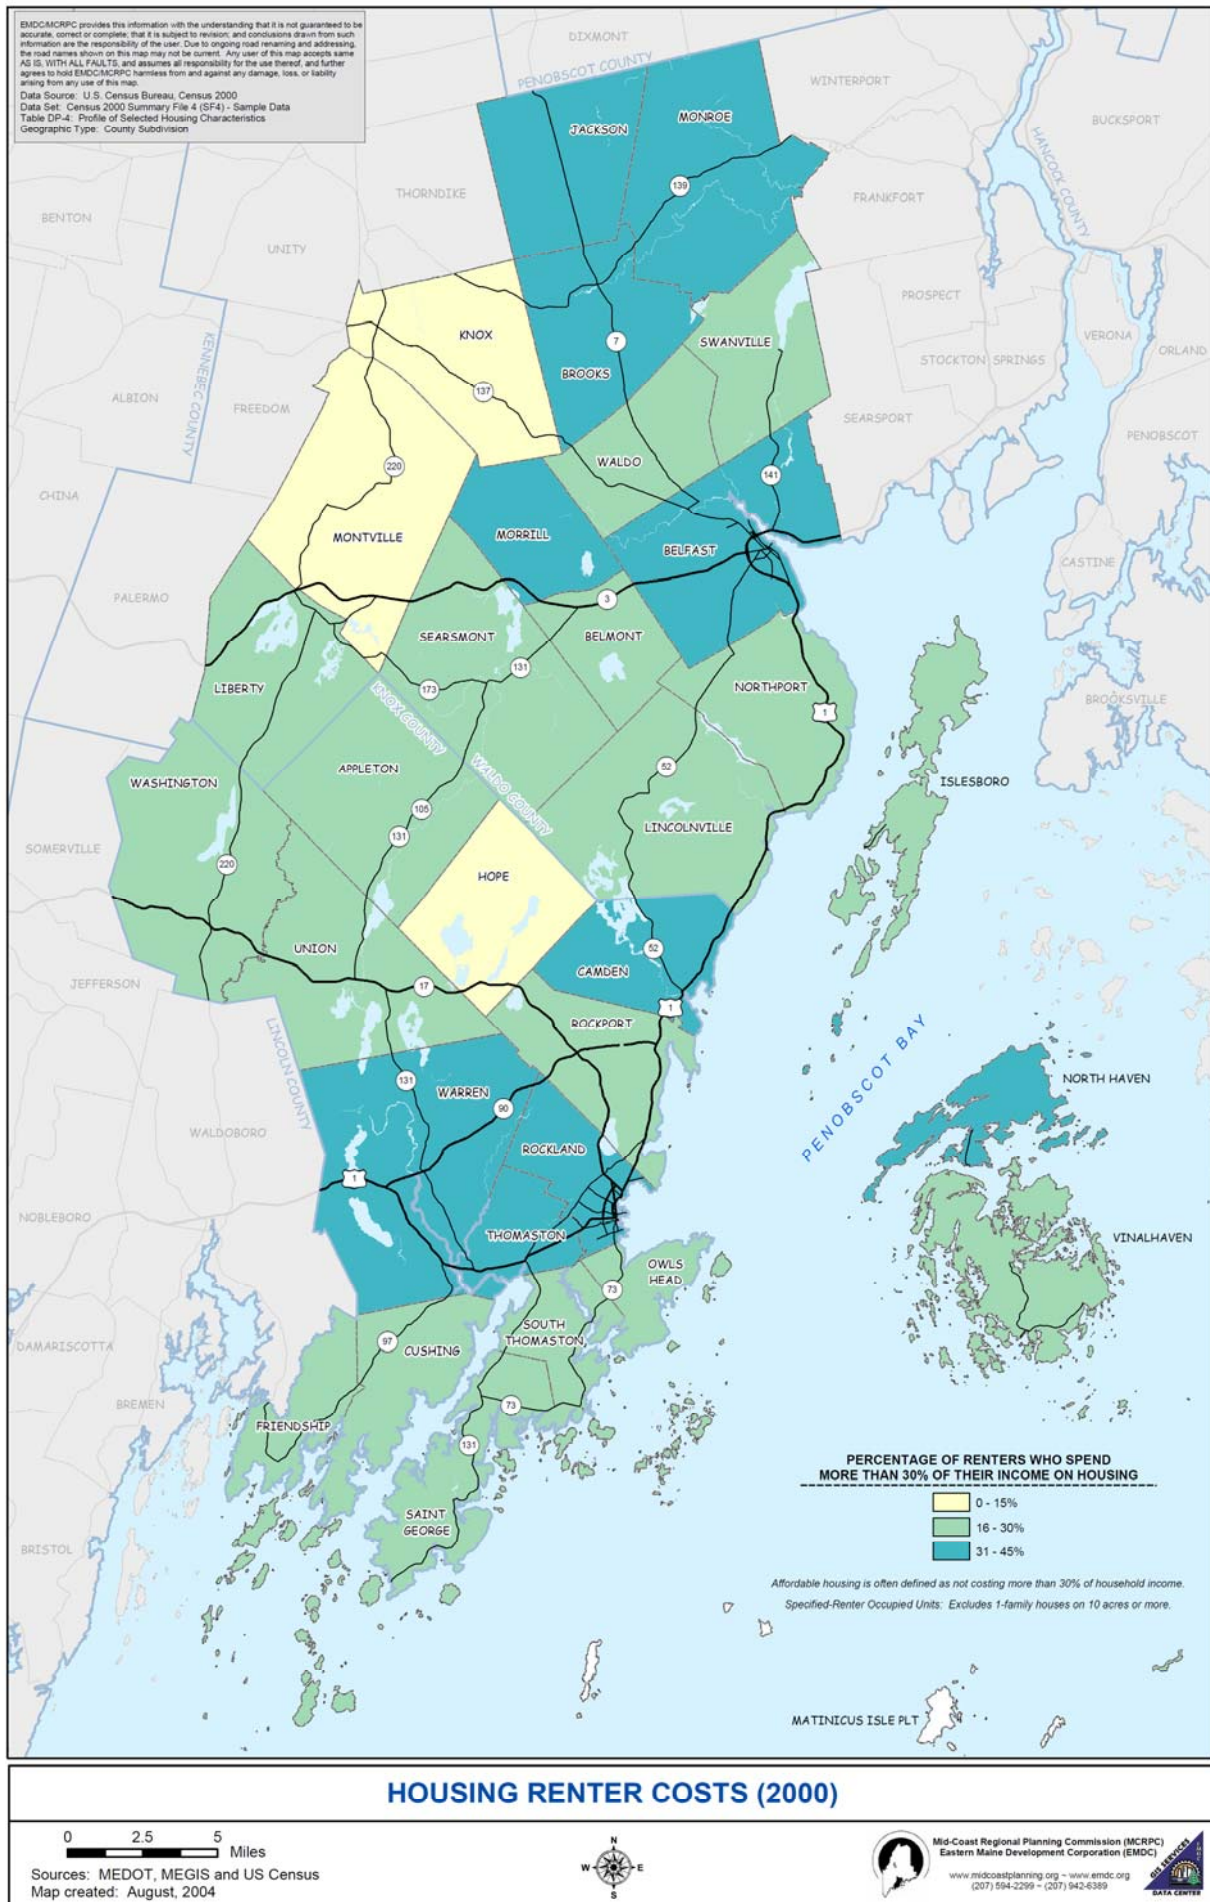 EMDC/MCRPC provides this information with the understanding that it is not guaranteed to be
accurate, correct or complete; that it is subject to revision; and conclusions drawn from such
information are the responsibility of the user. Due to ongoing road renaming and addressing,
the road names shown on this map may not be current. Any user of this map accepts same
AS IS, WITH ALL FAULTS, and assumes all responsibility for the use thereof, and further
agrees to hold EMDC/MCRPC harmless from and against any damage, loss, or liability
arising from any use of this map.
Data Source: U.S. Census Bureau, Census 2000
Data Set: Census 2000 Summary File 4 (SF4) - Sample Data
Table DP-4: Profile of Selected Housing Characteristics
Geographic Type: County Subdivision
DIXMONT
PENOBSCOT COUNTY
WINTERPORT
BUCKSPORT
HANCOCK COUNTY
JACKSON
MONROE
139
THORNDIKE
FRANKFORT
BENTON
UNITY
PROSPECT
VERONA
ORLAND
STOCKTON SPRINGS
KNOX
7
SWANVILLE
KENNEBEC COUNTY
BROOKS
137
ALBION
FREEDOM
SEARSPORT
PENOBSCOT
220
WALDO
141
CHINA
MONTVILLE
MORRILL
BELFAST
CASTINE
PALERMO
3
SEARSMONT
BELMONT
131
173
LIBERTY
NORTHPORT
KNOX COUNTY
WALDO COUNTY
1
BROOKSVILLE
WASHINGTON
APPLETON
52
ISLESBORO
105
131
LINCOLNVILLE
SOMERVILLE
220
HOPE
UNION
52
CAMDEN
JEFFERSON
17
1
ROCKPORT
LINCOLN COUNTY
PENOBSCOT BAY
131
WARREN
90
NORTH HAVEN
WALDOBORO
ROCKLAND
1
NOBLEBORO
THOMASTON
VINALHAVEN
OWLS
HEAD
73
SOUTH
THOMASTON
97
CUSHING
DAMARISCOTTA
BREMEN
73
FRIENDSHIP
131
SAINT
GEORGE
BRISTOL
PERCENTAGE OF RENTERS WHO SPEND
MORE THAN 30% OF THEIR INCOME ON HOUSING
0 - 15%
16 - 30%
31 - 45%
Affordable housing is often defined as not costing more than 30% of household income.
Specified-Renter Occupied Units: Excludes 1-family houses on 10 acres or more.
MATINICUS ISLE PLT
HOUSING RENTER COSTS (2000)
0 2.5 5
Miles
Sources: MEDOT, MEGIS and US Census
Map created: August, 2004
N
W E
S
Mid-Coast Regional Planning Commission (MCRPC)
Eastern Maine Development Corporation (EMDC)
www.midcoastplanning.org ~ www.emdc.org
(207) 594-2299 ~ (207) 942-6389
GIS SERVICES
EMDC
DATA CENTER